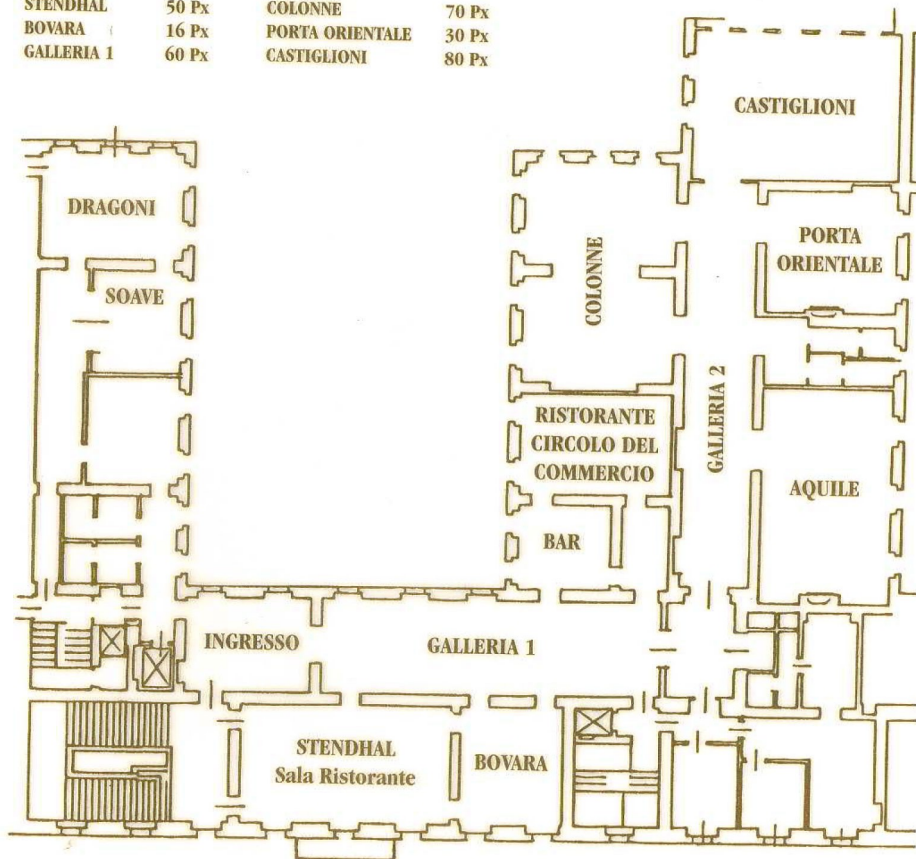 STENDHAL 50 Px COLONNE 70 Px
BOVARA 16 Px PORTA ORIENTALE 30 Px
GALLERIA 1 60 Px CASTIGLIONI 80 Px
CASTIGLIONI
DRAGONI
PORTA
ORIENTALE
COLONNE
SOAVE
GALLERIA 2
RISTORANTE
CIRCOLO DEL
COMMERCIO
AQUILE
BAR
INGRESSO
GALLERIA 1
STENDHAL
Sala Ristorante
BOVARA